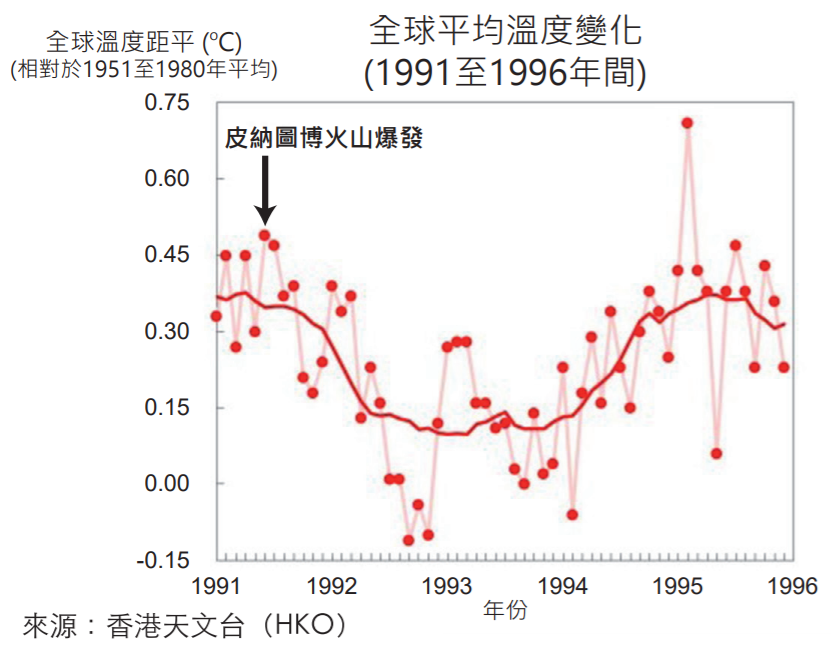 全球平均溫度變化
(1991至1996年間)
全球溫度距平 (ºC)
(相對於1951至1980年平均)
0.75
皮納圖博火山爆發
0.60
0.45
0.30
0.15
0.00
-0.15
1991 1992 1993 1994 1995 1996
年份
來源：香港天文台（HKO）